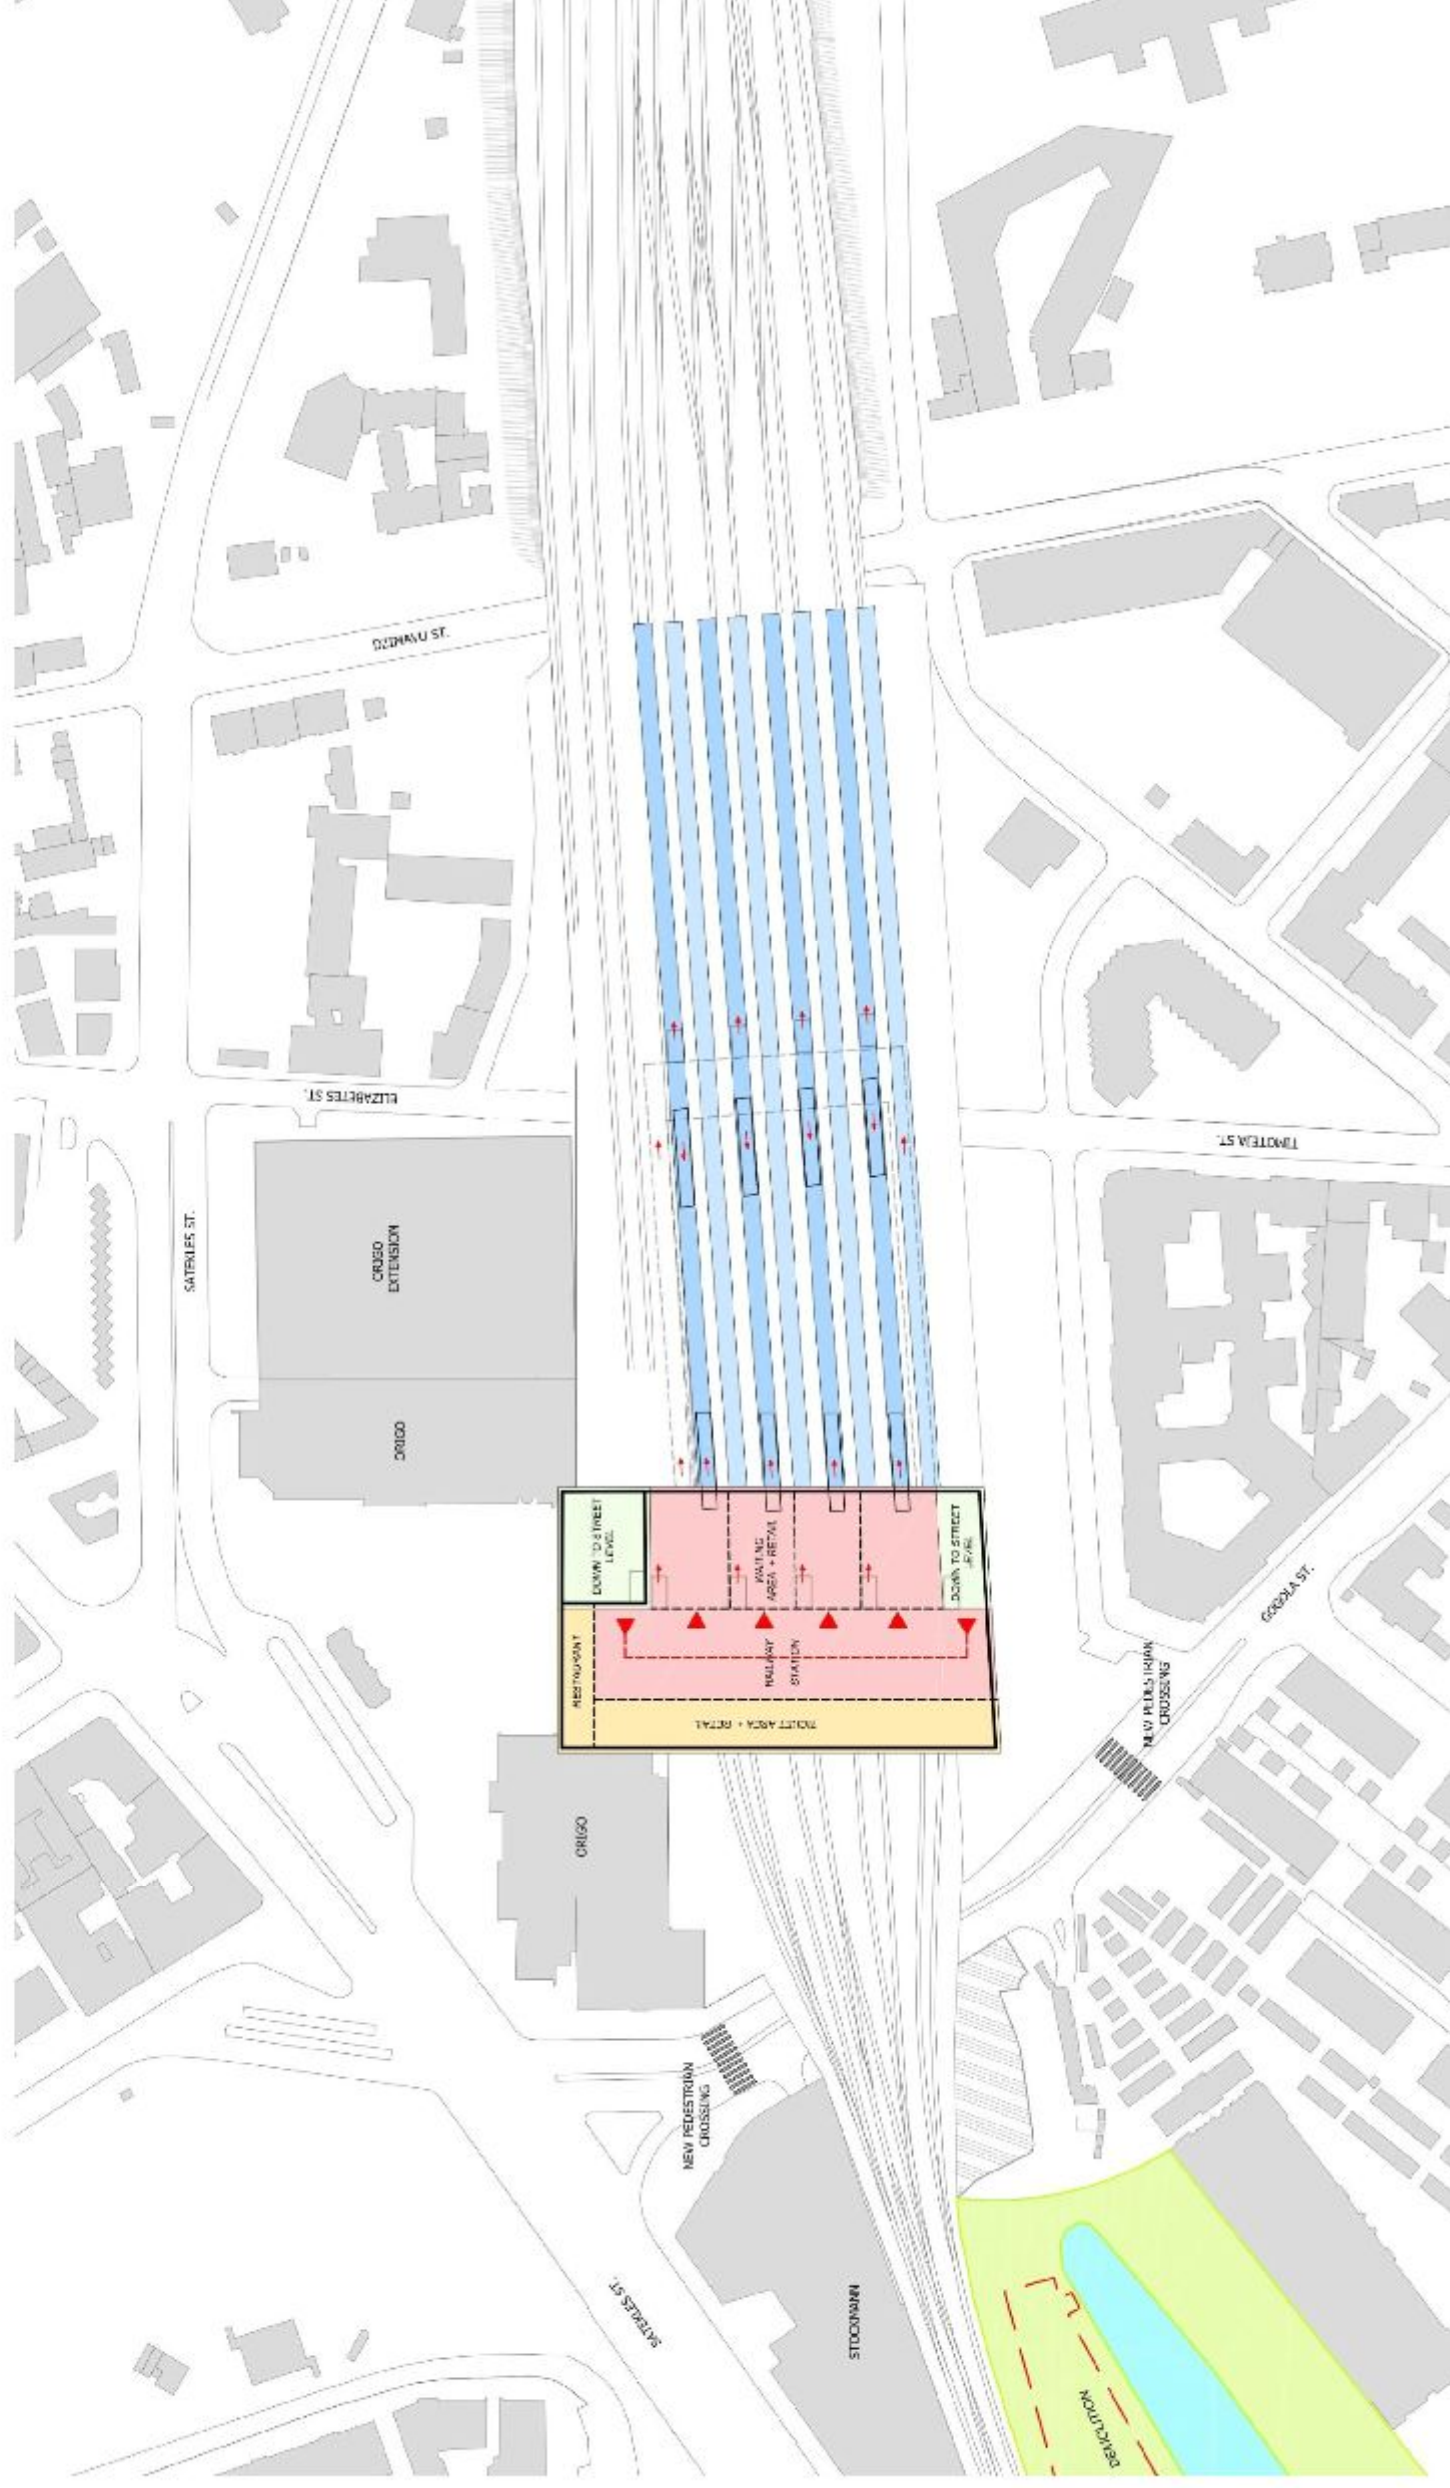 DZIRNAVU ST.
ELIZABETES ST.
TIMOTEJA ST.
SATEKLES ST.
ORIGO
EXTENSION
ORIGO
DOWN TO STREET
LEVEL
WAITING
AREA + RETAIL
DOWN TO STREET
LEVEL
GOGOLA ST.
RESTAURANT
RAILWAY
STATION
NEW PEDESTRIAN
CROSSING
TICKET AREA + RETAIL
ORIGO
NEW PEDESTRIAN
CROSSING
SATEKLES ST.
STOCKMANN
DEMOLITION